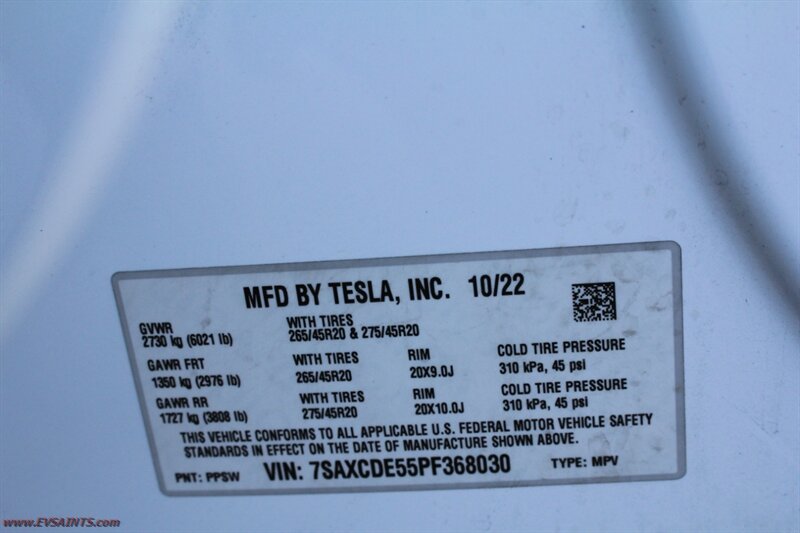 MFD BY TESLA, INC. 10/22
GVWR WITH TIRES
2730 kg (6021 lb) 265/45R20 & 275/45R20
GAWR FRT WITH TIRES RIM COLD TIRE PRESSURE
1350 kg (2976 lb) 265/45R20 20X9.0J 310 kPa, 45 psi
GAWR RR WITH TIRES RIM COLD TIRE PRESSURE
1727 kg (3808 lb) 275/45R20 20X10.0J 310 kPa, 45 psi
THIS VEHICLE CONFORMS TO ALL APPLICABLE U.S. FEDERAL MOTOR VEHICLE SAFETY
STANDARDS IN EFFECT ON THE DATE OF MANUFACTURE SHOWN ABOVE.
PNT: PPSW VIN: 7SAXCDE55PF368030 TYPE: MPV
www.EVSAINTS.com